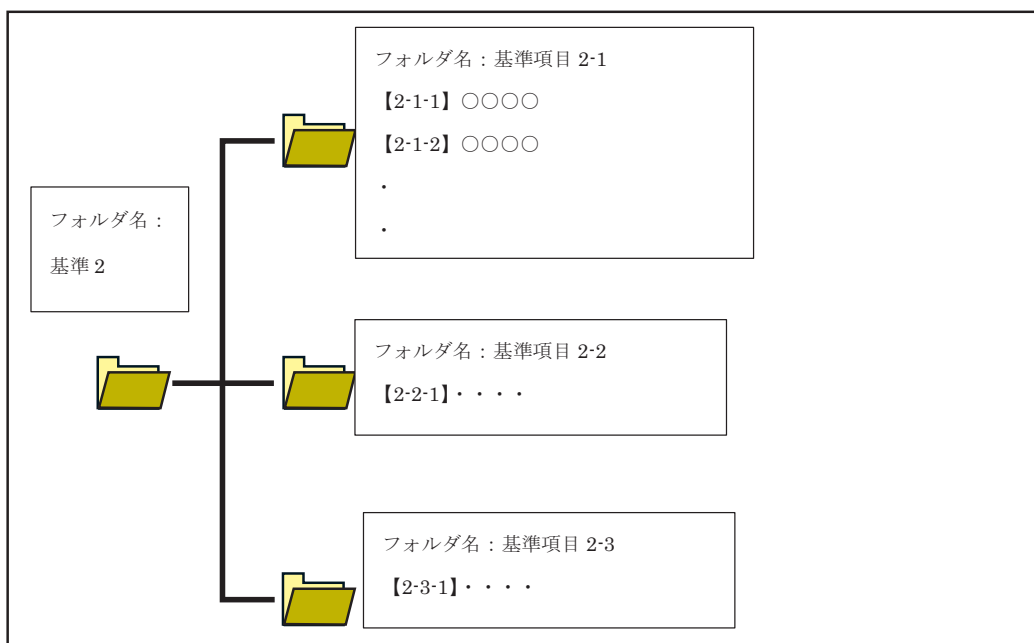 フォルダ名：基準項目 2-1
【2-1-1】○○○○
【2-1-2】○○○○
・
・
フォルダ名：
基準 2
フォルダ名：基準項目 2-2
【2-2-1】・・・・
フォルダ名：基準項目 2-3
【2-3-1】・・・・